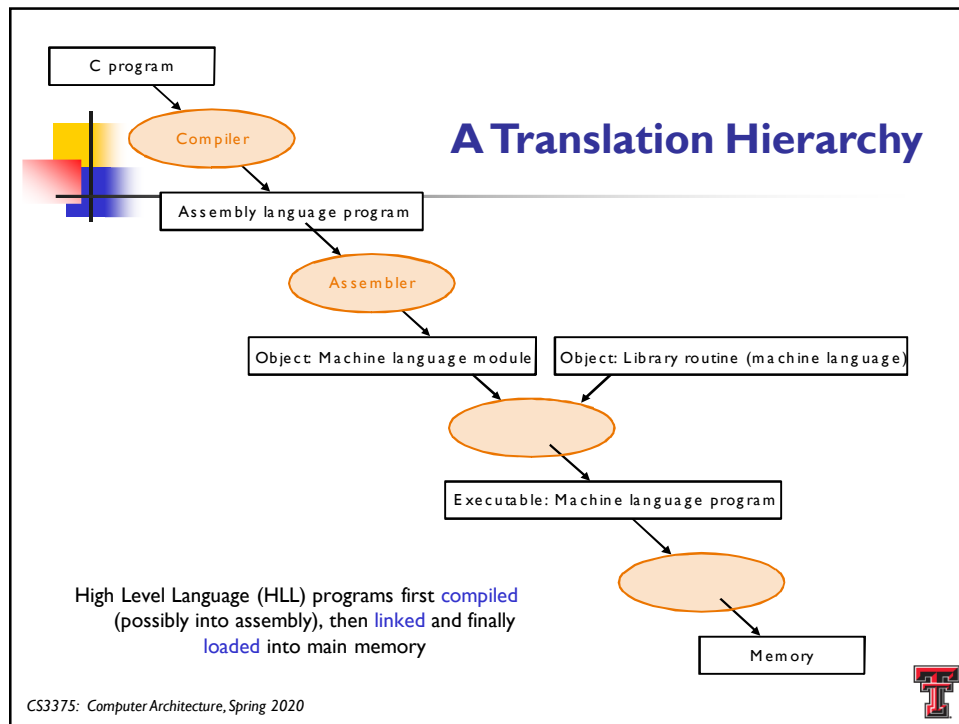 C program
Compiler
A Translation Hierarchy
Assembly language program
Assembler
Object: Machine language module
Object: Library routine (machine language)
Executable: Machine language program
High Level Language (HLL) programs first compiled
(possibly into assembly), then linked and finally
loaded into main memory
Memory
CS3375: Computer Architecture, Spring 2020